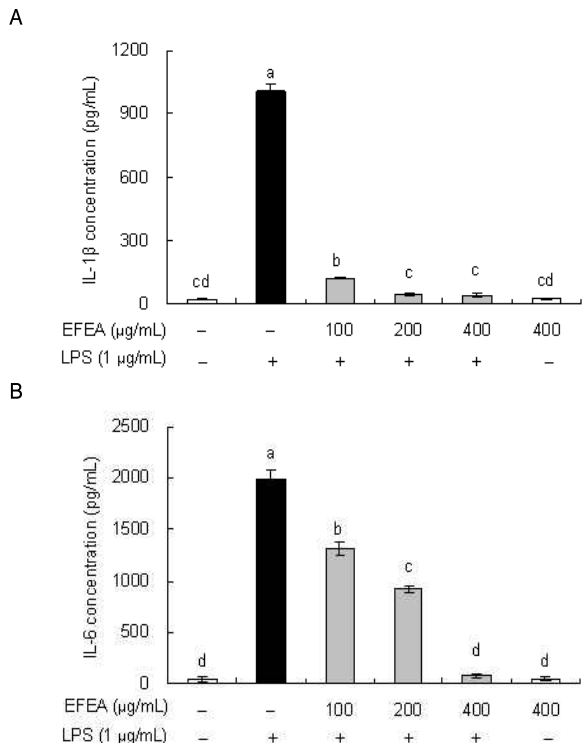 A
1200
a
900
600
300
0
IL-1β concentration (pg/mL)
cd
b
c
c
cd
EFEA (µg/mL) – – 100 200 400 400
LPS (1 µg/mL) – + + + + –
B
2500
a
2000
1500
1000
500
0
IL-6 concentration (pg/mL)
b
c
d
d
d
EFEA (µg/mL) – – 100 200 400 400
LPS (1 µg/mL) – + + + + –